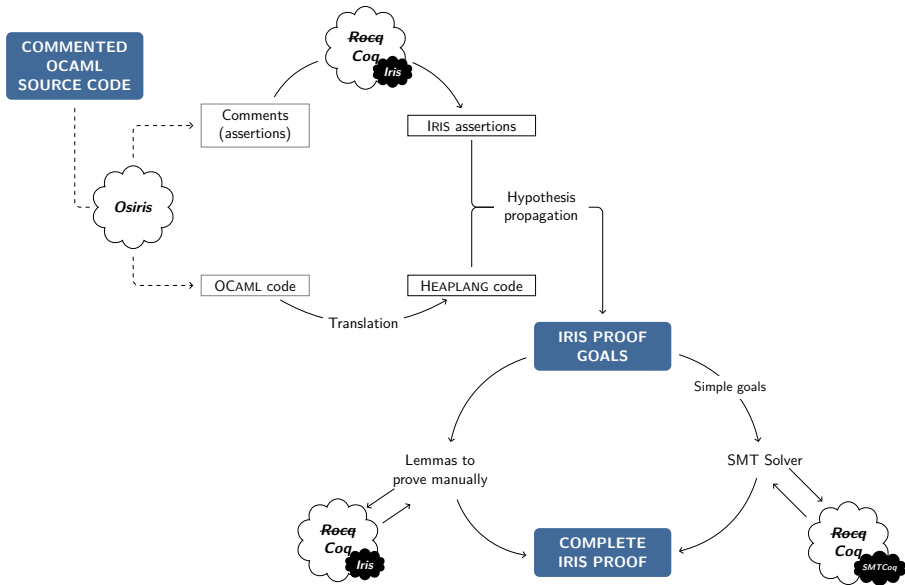 COMMENTED
OCAML
SOURCE CODE
Rocq
Coq
Iris
Comments
(assertions)
IRIS assertions
Osiris
Hypothesis
propagation
OCAML code
HEAPLANG code
Translation
IRIS PROOF
GOALS
Simple goals
Lemmas to
prove manually
SMT Solver
Rocq
Coq
Iris
COMPLETE
IRIS PROOF
Rocq
Coq
SMTCoq